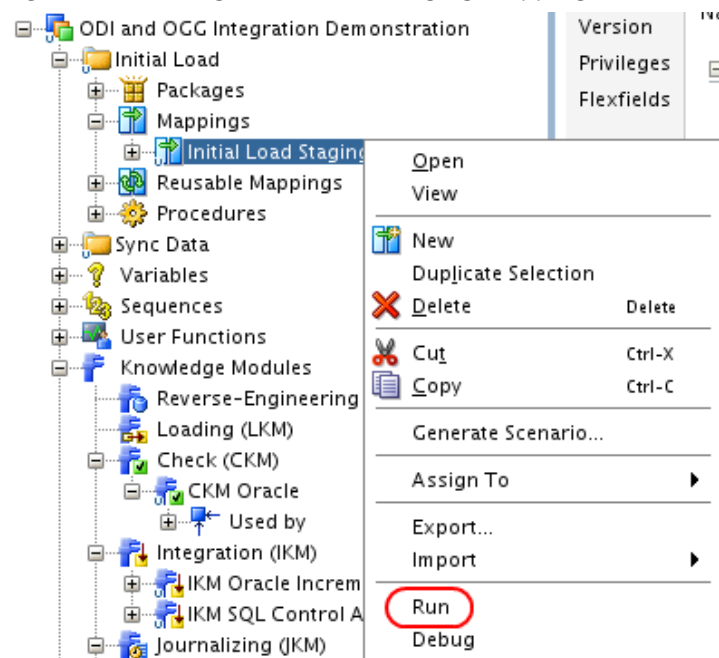 ODI and OGG Integration Demonstration
Initial Load
Packages
Mappings
Initial Load Staging
Reusable Mappings
Procedures
Sync Data
Variables
Sequences
User Functions
Knowledge Modules
Reverse-Engineering
Loading (LKM)
Check (CKM)
CKM Oracle
Used by
Integration (IKM)
IKM Oracle Increm
IKM SQL Control A
Journalizing (JKM)
Version
Privileges
Flexfields
Open
View
New
Duplicate Selection
Delete Delete
Cut Ctrl-X
Copy Ctrl-C
Generate Scenario...
Assign To
Export...
Import
Run
Debug